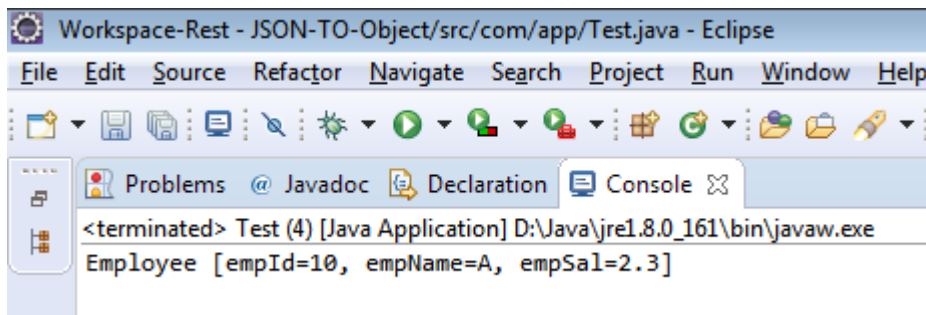 Workspace-Rest - JSON-TO-Object/src/com/app/Test.java - Eclipse
File Edit Source Refactor Navigate Search Project Run Window Help
Problems @ Javadoc Declaration Console
<terminated> Test (4) [Java Application] D:\Java\jre1.8.0_161\bin\javaw.exe
Employee [empId=10, empName=A, empSal=2.3]